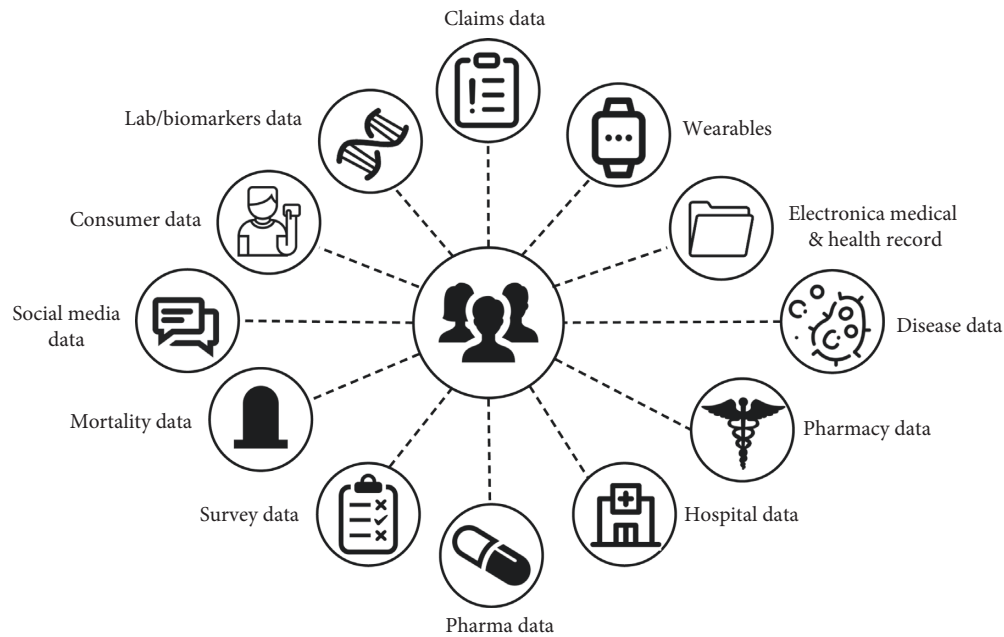 Claims data
Lab/biomarkers data
Wearables
Consumer data
Electronica medical
& health record
Social media
data
Disease data
Mortality data
Pharmacy data
Survey data
Hospital data
Pharma data